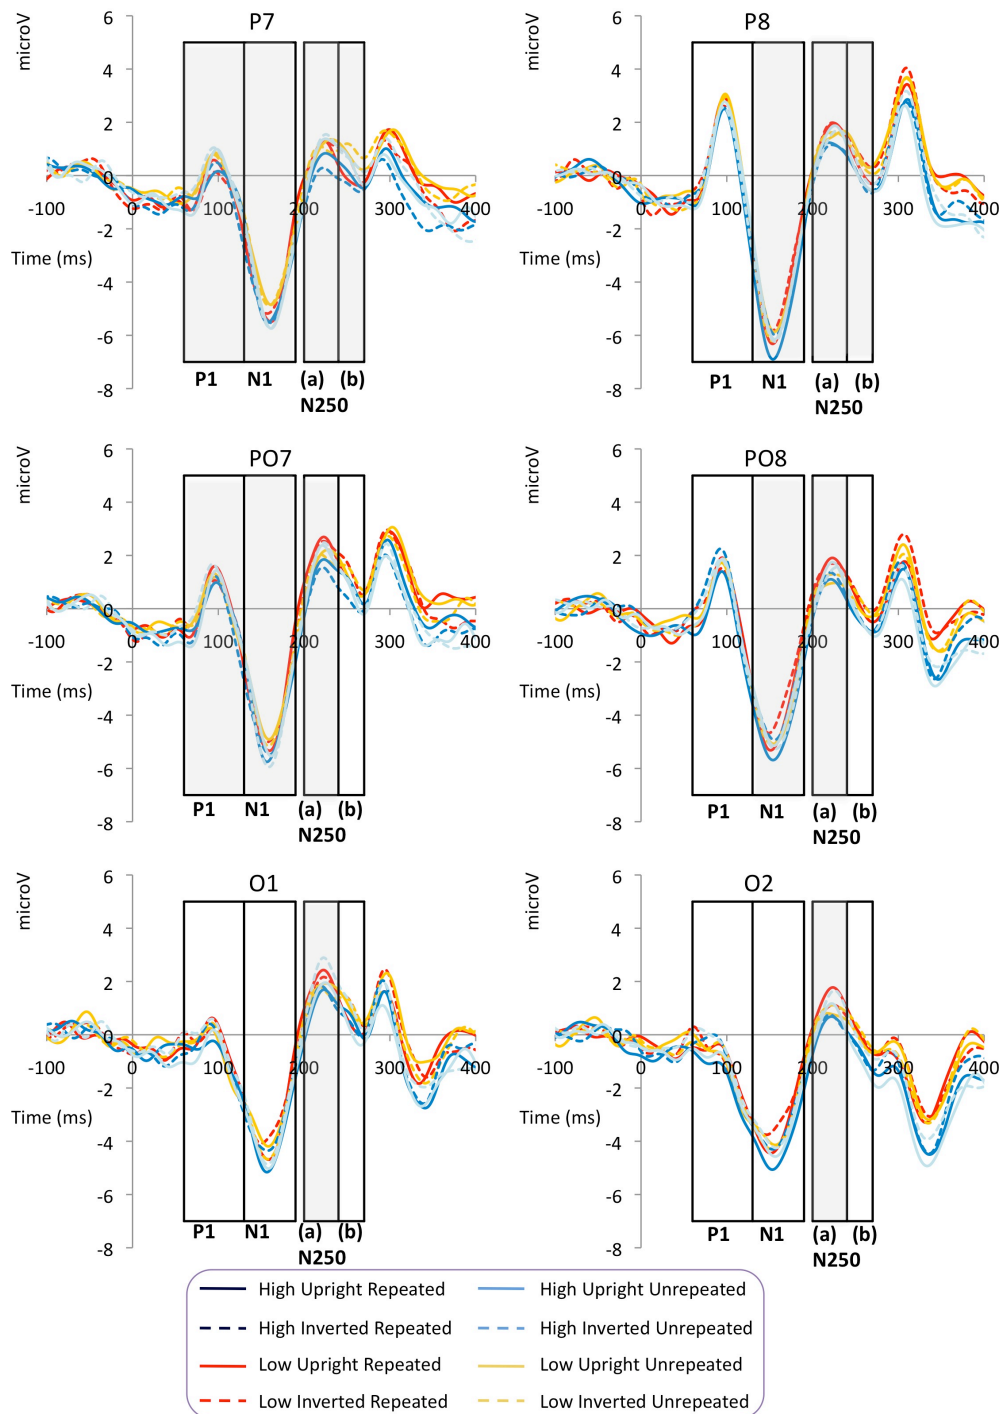 P7
microV
6
4
2
0
-2
-4
-6
-8
-100 0 100 200 300 400
Time (ms)
P1 N1 (a) (b)
N250
P8
microV
6
4
2
0
-2
-4
-6
-8
-100 0 100 200 300 400
Time (ms)
P1 N1 (a) (b)
N250
PO7
microV
6
4
2
0
-2
-4
-6
-8
-100 0 100 200 300 400
Time (ms)
P1 N1 (a) (b)
N250
PO8
microV
6
4
2
0
-2
-4
-6
-8
-100 0 100 200 300 400
Time (ms)
P1 N1 (a) (b)
N250
O1
microV
6
4
2
0
-2
-4
-6
-8
-100 0 100 200 300 400
Time (ms)
P1 N1 (a) (b)
N250
O2
microV
6
4
2
0
-2
-4
-6
-8
-100 0 100 200 300 400
Time (ms)
P1 N1 (a) (b)
N250
High Upright Repeated High Upright Unrepeated
High Inverted Repeated High Inverted Unrepeated
Low Upright Repeated Low Upright Unrepeated
Low Inverted Repeated Low Inverted Unrepeated